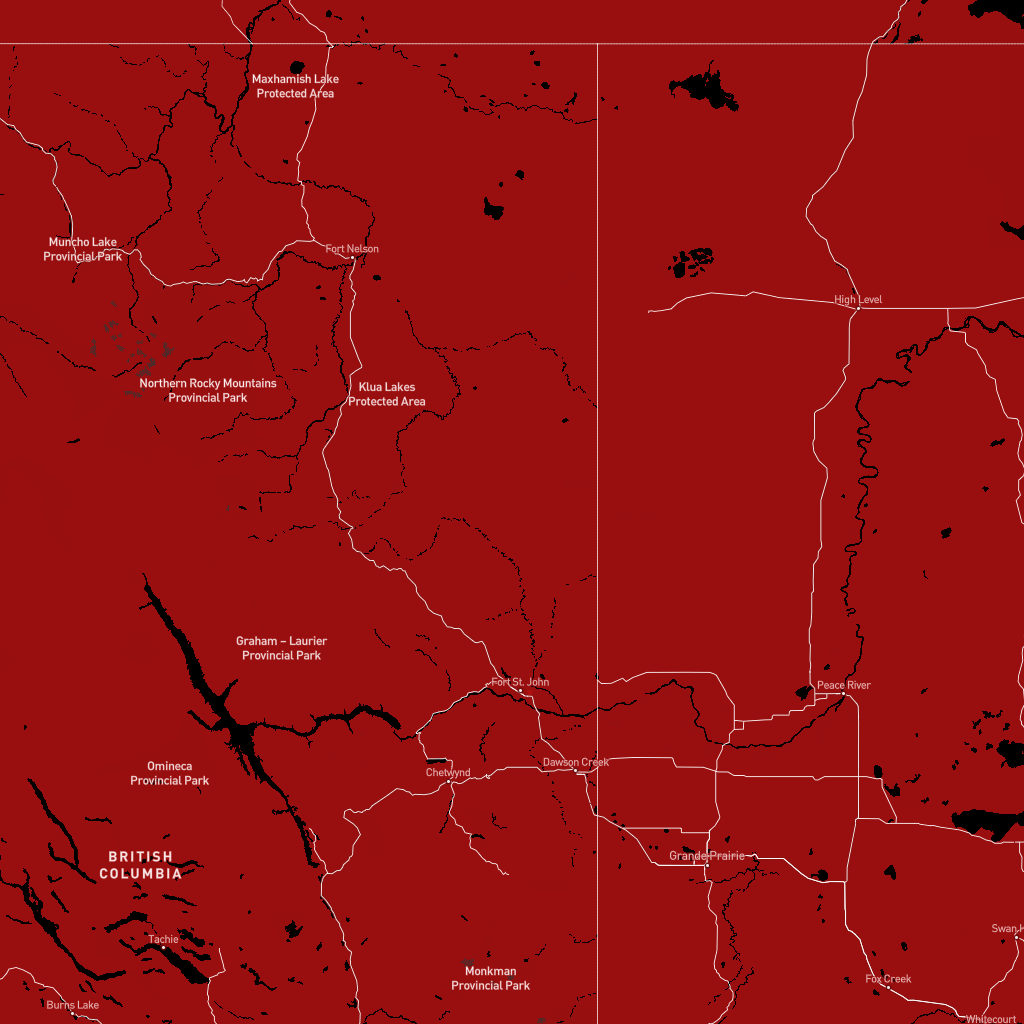 Maxhamish Lake
Protected Area
Muncho Lake
Provincial Park
Fort Nelson
High Level
Northern Rocky Mountains
Provincial Park
Klua Lakes
Protected Area
Graham – Laurier
Provincial Park
Fort St. John
Peace River
Omineca
Provincial Park
Chetwynd
Dawson Creek
BRITISH
COLUMBIA
Grande Prairie
Tachie
Swan H
Monkman
Provincial Park
Fox Creek
Burns Lake
Whitecourt